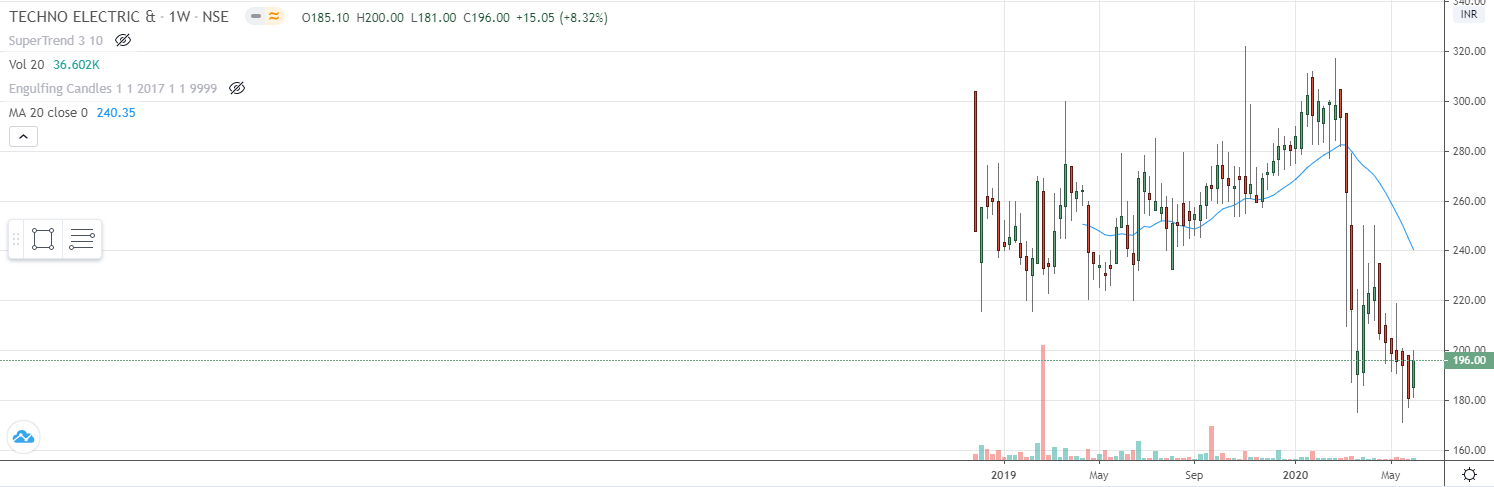 TECHNO ELECTRIC & · 1W · NSE O185.10 H200.00 L181.00 C196.00 +15.05 (+8.32%)
SuperTrend 3 10
Vol 20 36.602K
Engulfing Candles 1 1 2017 1 1 9999
MA 20 close 0 240.35
340.00
INR
320.00
300.00
280.00
260.00
240.00
220.00
200.00
196.00
180.00
160.00
2019 May Sep 2020 May